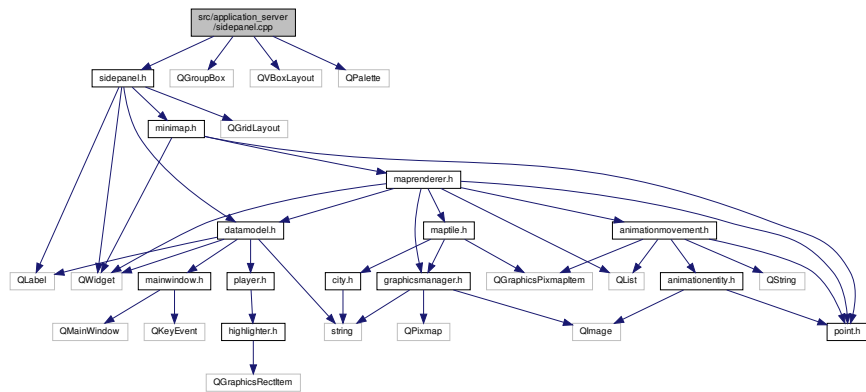 src/application_server
/sidepanel.cpp
sidepanel.h
QGroupBox
QVBoxLayout
QPalette
minimap.h
QGridLayout
maprenderer.h
datamodel.h
maptile.h
animationmovement.h
QLabel
QWidget
mainwindow.h
player.h
city.h
graphicsmanager.h
QGraphicsPixmapItem
QList
animationentity.h
QString
QMainWindow
QKeyEvent
highlighter.h
string
QPixmap
QImage
point.h
QGraphicsRectItem